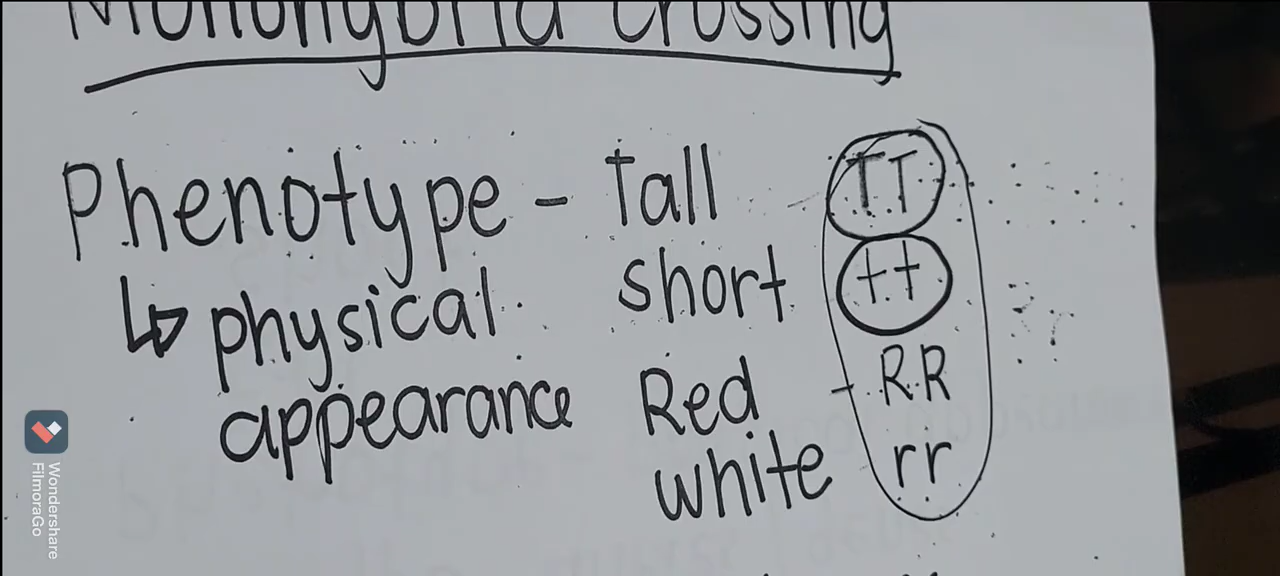 Monohybrid Crossing
Phenotype - Tall TT
↳ physical short tt
appearance Red - RR
white rr
Wondershare
FilmoraGo